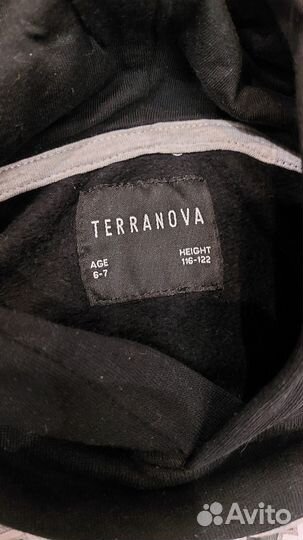 TERRANOVA
AGE HEIGHT
6-7 116-122
Avito